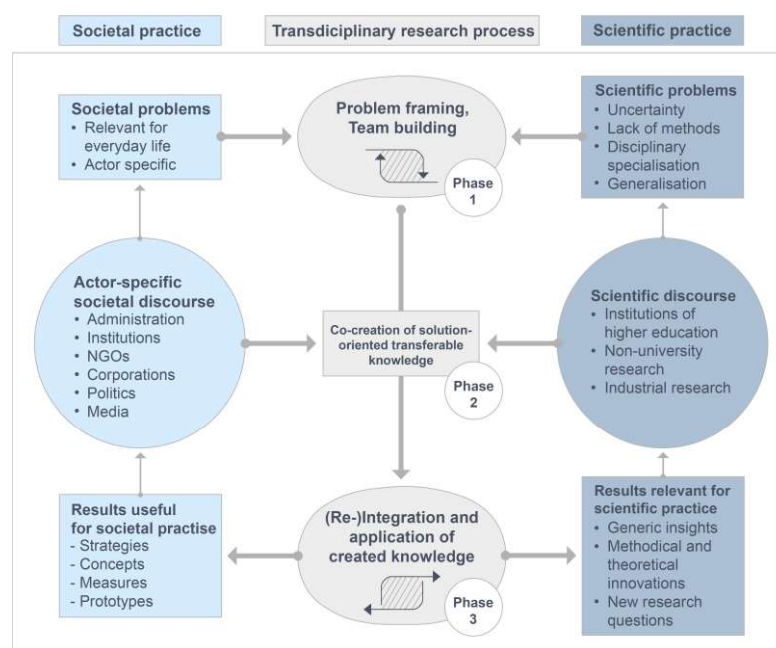 Societal practice
Transdiciplinary research process
Scientific practice
Societal problems
• Relevant for
everyday life
• Actor specific
Problem framing,
Team building
Phase
1
Scientific problems
• Uncertainty
• Lack of methods
• Disciplinary
specialisation
• Generalisation
Actor-specific
societal discourse
• Administration
• Institutions
• NGOs
• Corporations
• Politics
• Media
Co-creation of solution-
oriented transferable
knowledge
Phase
2
Scientific discourse
• Institutions of
higher education
• Non-university
research
• Industrial research
Results useful
for societal practise
- Strategies
- Concepts
- Measures
- Prototypes
(Re-)Integration and
application of
created knowledge
Phase
3
Results relevant for
scientific practice
• Generic insights
• Methodical and
theoretical
innovations
• New research
questions